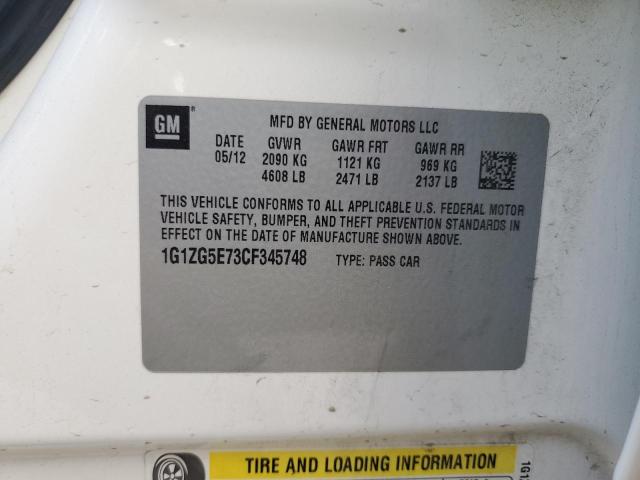 GM
MFD BY GENERAL MOTORS LLC
DATE GVWR GAWR FRT GAWR RR
05/12 2090 KG 1121 KG 969 KG
4608 LB 2471 LB 2137 LB
THIS VEHICLE CONFORMS TO ALL APPLICABLE U.S. FEDERAL MOTOR
VEHICLE SAFETY, BUMPER, AND THEFT PREVENTION STANDARDS IN
EFFECT ON THE DATE OF MANUFACTURE SHOWN ABOVE.
1G1ZG5E73CF345748 TYPE: PASS CAR
TIRE AND LOADING INFORMATION